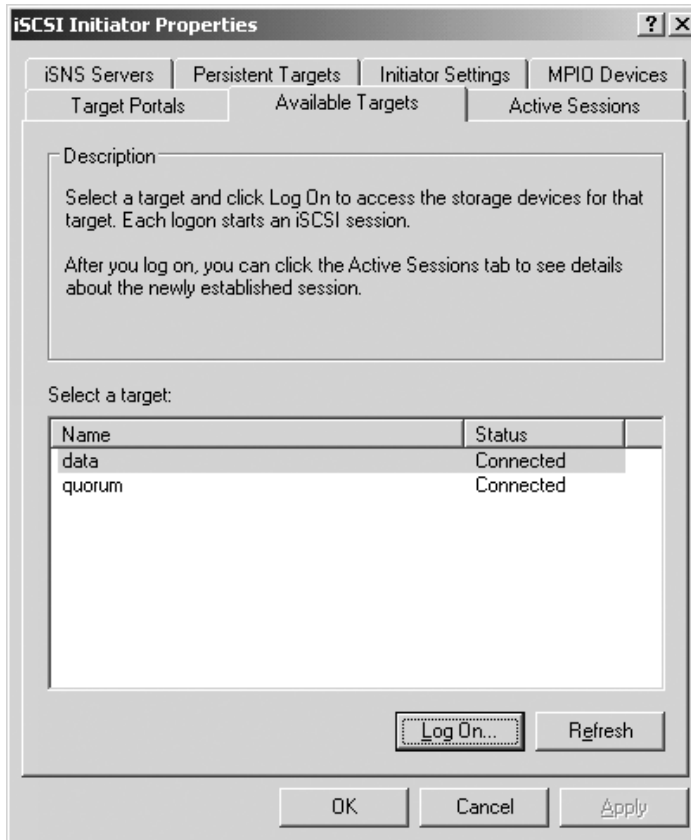 iSCSI Initiator Properties
iSNS Servers Persistent Targets Initiator Settings MPIO Devices
Target Portals Available Targets Active Sessions
Description
Select a target and click Log On to access the storage devices for that
target. Each logon starts an iSCSI session.
After you log on, you can click the Active Sessions tab to see details
about the newly established session.
Select a target:
Name Status
data Connected
quorum Connected
Log On... Refresh
OK Cancel Apply